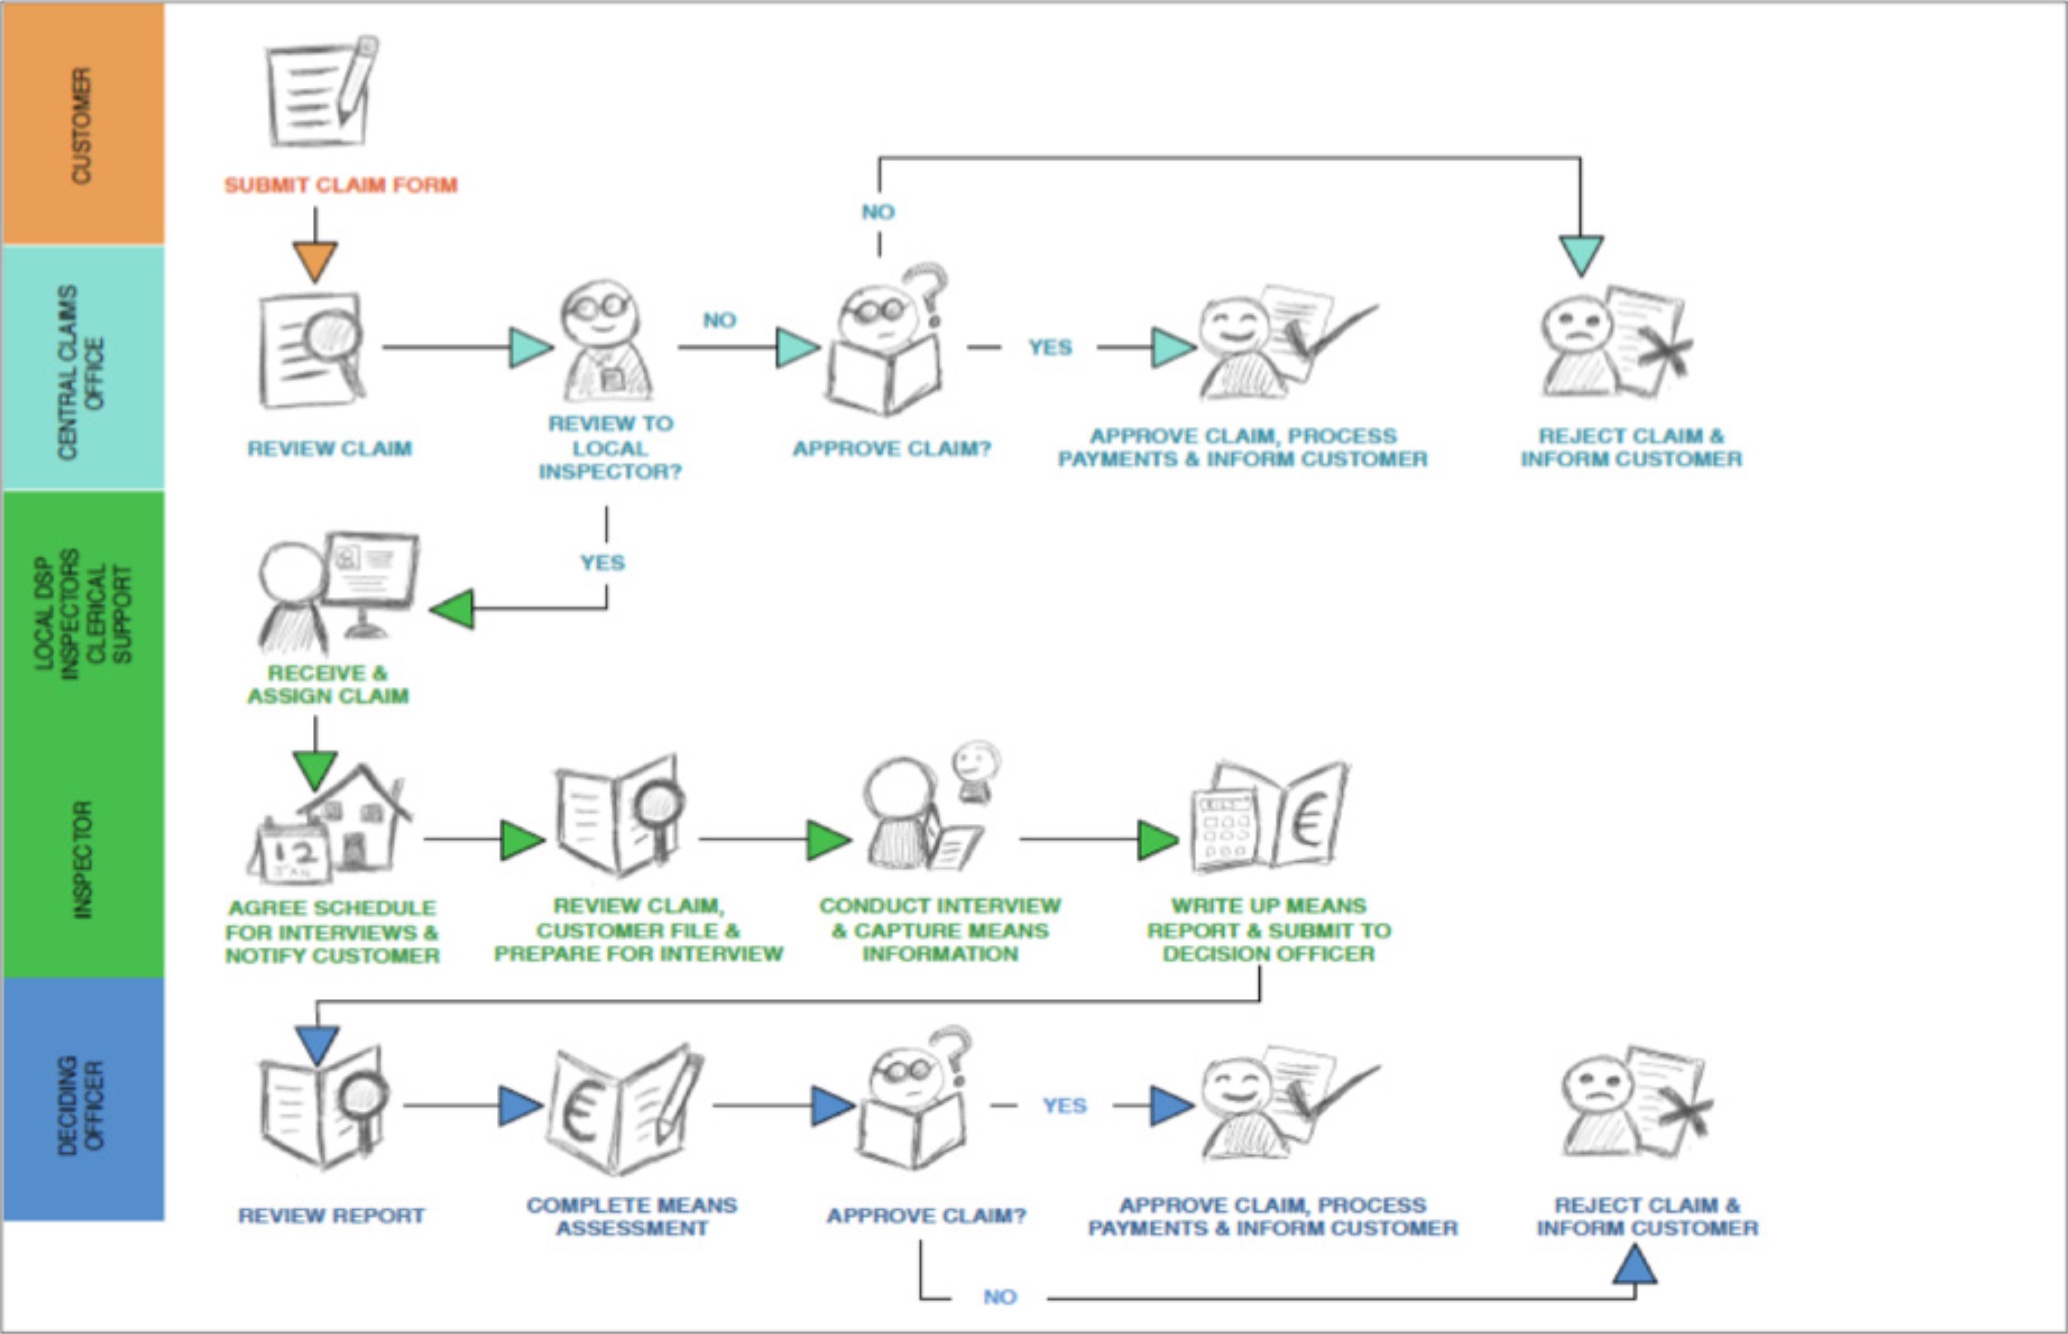 CUSTOMER
SUBMIT CLAIM FORM
NO
CENTRAL CLAIMS
OFFICE
NO
YES
REVIEW CLAIM
REVIEW TO
LOCAL
INSPECTOR?
APPROVE CLAIM?
APPROVE CLAIM, PROCESS
PAYMENTS & INFORM CUSTOMER
REJECT CLAIM &
INFORM CUSTOMER
LOCAL DSP
INSPECTORS
CLERICAL
SUPPORT
YES
RECEIVE &
ASSIGN CLAIM
INSPECTOR
12
JAN
€
AGREE SCHEDULE
FOR INTERVIEWS &
NOTIFY CUSTOMER
REVIEW CLAIM,
CUSTOMER FILE &
PREPARE FOR INTERVIEW
CONDUCT INTERVIEW
& CAPTURE MEANS
INFORMATION
WRITE UP MEANS
REPORT & SUBMIT TO
DECISION OFFICER
DECIDING
OFFICER
€
YES
REVIEW REPORT
COMPLETE MEANS
ASSESSMENT
APPROVE CLAIM?
APPROVE CLAIM, PROCESS
PAYMENTS & INFORM CUSTOMER
REJECT CLAIM &
INFORM CUSTOMER
NO